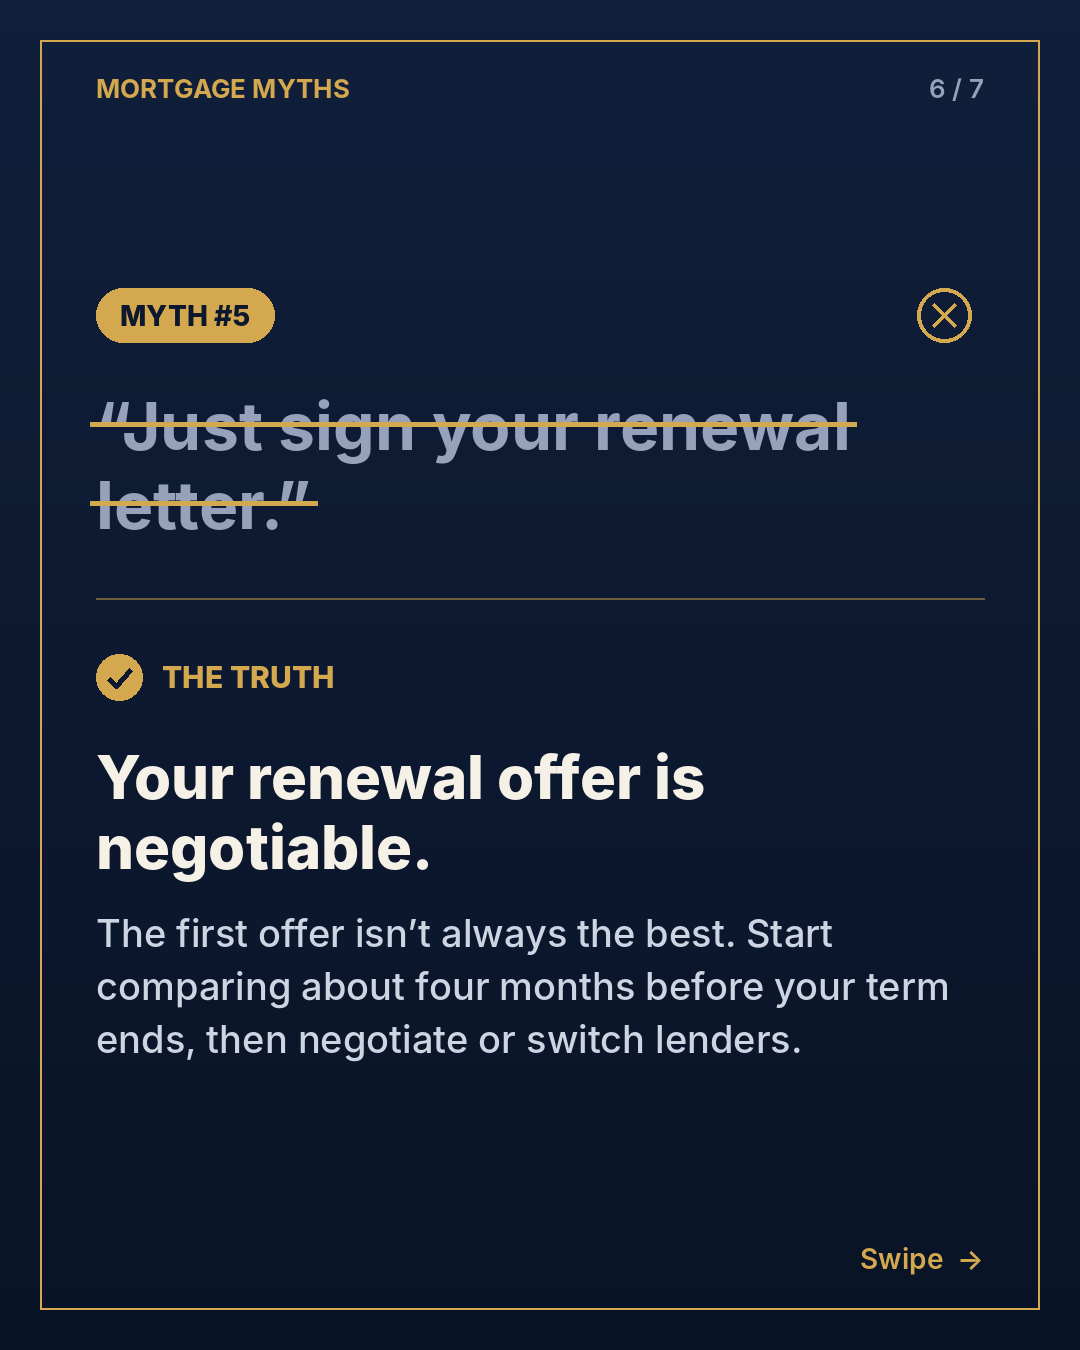 MORTGAGE MYTHS
6 / 7
MYTH #5
“Just sign your renewal
letter.”
THE TRUTH
Your renewal offer is
negotiable.
The first offer isn’t always the best. Start
comparing about four months before your term
ends, then negotiate or switch lenders.
Swipe →